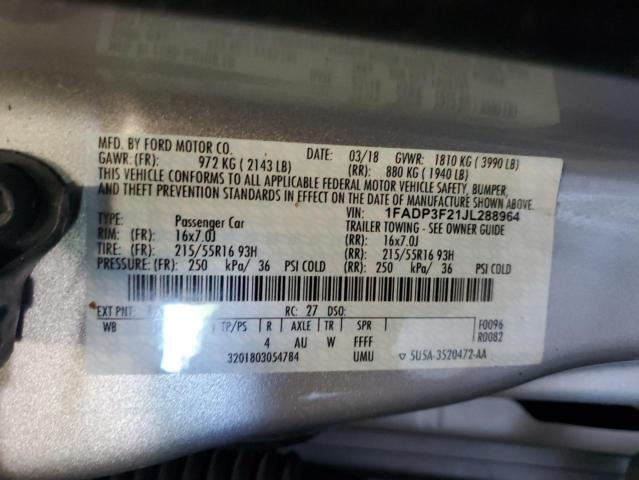 MFD. BY FORD MOTOR CO.
DATE: 03/18 GVWR: 1810 KG ( 3990 LB)
GAWR: (FR): 972 KG ( 2143 LB) (RR): 880 KG ( 1940 LB)
THIS VEHICLE CONFORMS TO ALL APPLICABLE FEDERAL MOTOR VEHICLE SAFETY, BUMPER,
AND THEFT PREVENTION STANDARDS IN EFFECT ON THE DATE OF MANUFACTURE SHOWN ABOVE.
VIN: 1FADP3F21JL288964
TYPE: Passenger Car TRAILER TOWING - SEE OWNER GUIDE
RIM: (FR): 16x7.0J (RR): 16x7.0J
TIRE: (FR): 215/55R16 93H (RR): 215/55R16 93H
PRESSURE: (FR): 250 kPa/ 36 PSI COLD (RR): 250 kPa/ 36 PSI COLD
EXT PNT: RC: 27 DSO:
WB TP/PS R AXLE TR SPR F0096
4 AU W FFFF R0082
3201803054784 UMU ▽ 5U5A-3520472-AA